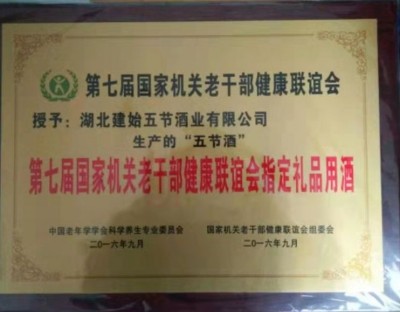 第七届国家机关老干部健康联谊会
授予：湖北建始五节酒业有限公司
生产的“五节酒”
第七届国家机关老干部健康联谊会指定礼品用酒
中国老年学学会科学养生专业委员会 国家机关老干部健康联谊会组委会
二〇一六年九月 二〇一六年九月